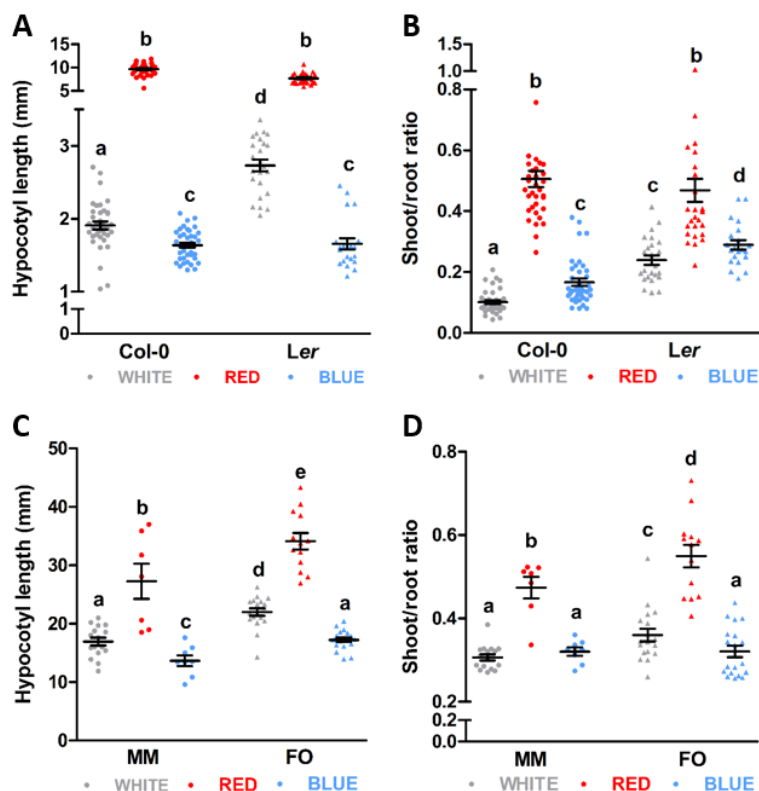 A
Hypocotyl length (mm)
15
10
5
3
2
1
1
0
b
b
a
c
d
c
Col-0
Ler
WHITE RED BLUE
B
Shoot/root ratio
1.5
1.0
0.8
0.6
0.4
0.2
0.0
b
b
a
c
c
d
Col-0
Ler
WHITE RED BLUE
C
Hypocotyl length (mm)
50
40
30
20
10
0
a
b
c
d
e
a
MM
FO
WHITE RED BLUE
D
Shoot/root ratio
0.8
0.6
0.4
0.2
0.2
0.0
a
b
a
c
d
a
MM
FO
WHITE RED BLUE